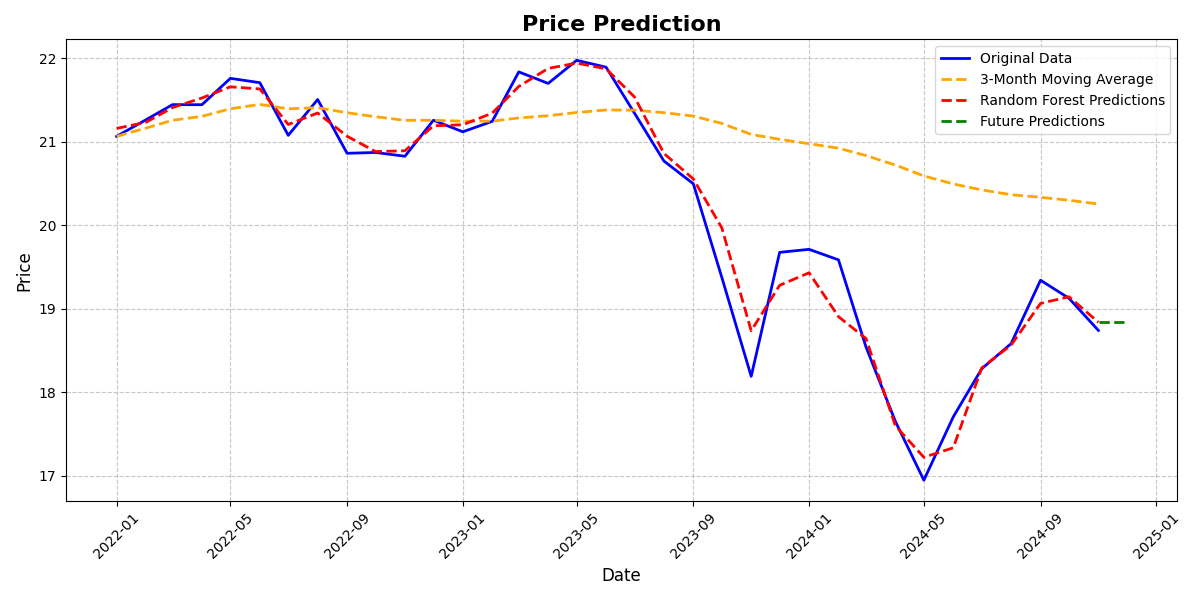 Price Prediction
Original Data
3-Month Moving Average
Random Forest Predictions
Future Predictions
Price
22
21
20
19
18
17
2022-01
2022-05
2022-09
2023-01
2023-05
2023-09
2024-01
2024-05
2024-09
2025-01
Date